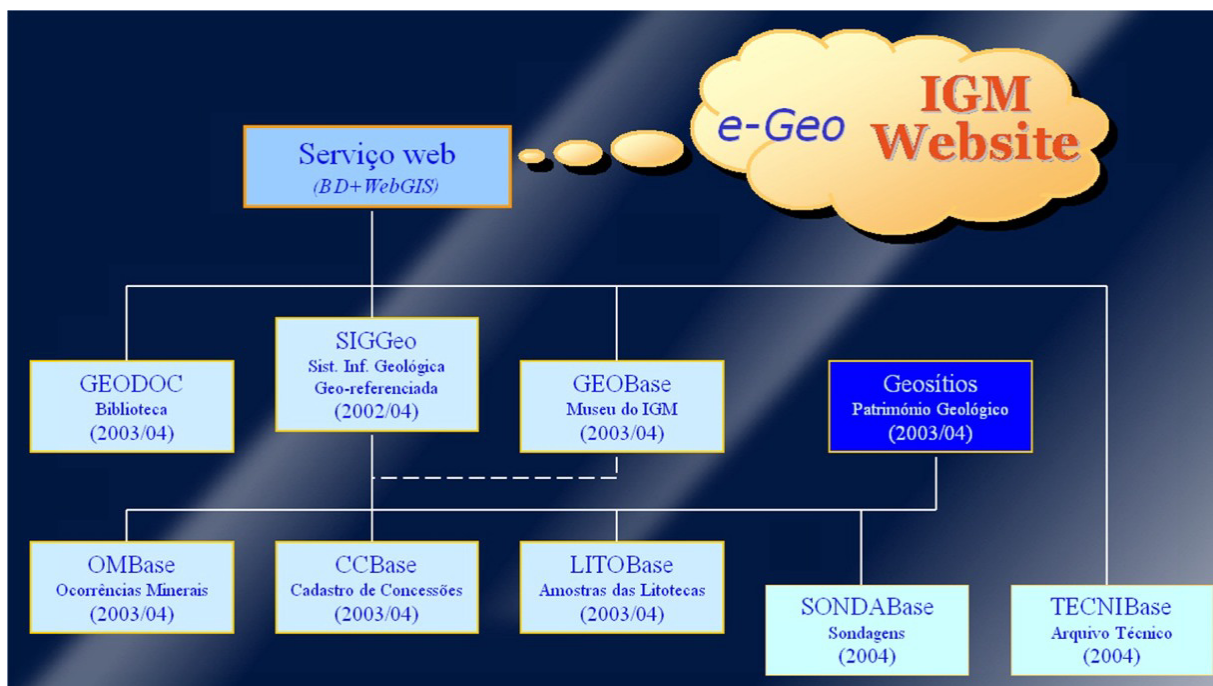 e-Geo
IGM
Website
Serviço web
(BD+WebGIS)
GEODOC
Biblioteca
(2003/04)
SIGGeo
Sist. Inf. Geológica
Geo-referenciada
(2002/04)
GEOBase
Museu do IGM
(2003/04)
Geosítios
Património Geológico
(2003/04)
OMBase
Ocorrências Minerais
(2003/04)
CCBase
Cadastro de Concessões
(2003/04)
LITOBase
Amostras das Litotecas
(2003/04)
SONDABase
Sondagens
(2004)
TECNIBase
Arquivo Técnico
(2004)